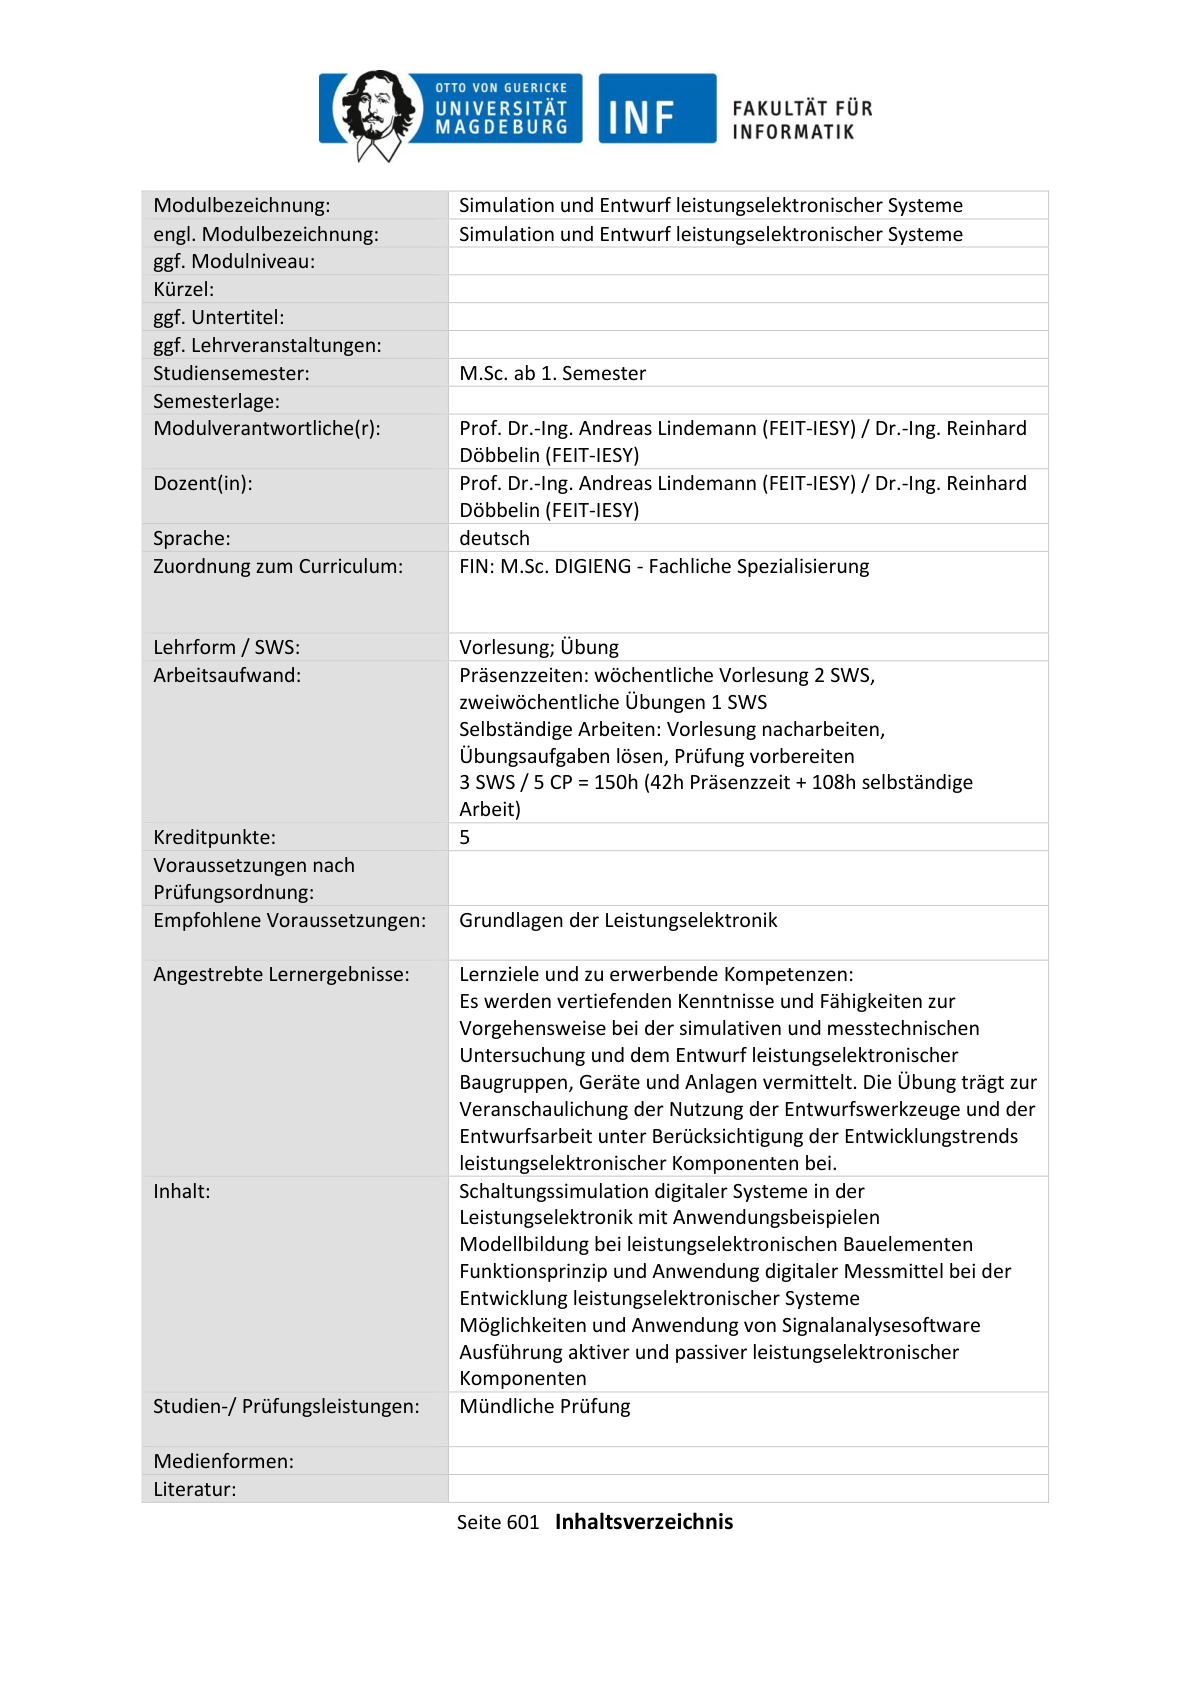 OTTO VON GUERICKE
UNIVERSITÄT
MAGDEBURG
INF
FAKULTÄT FÜR
INFORMATIK
Modulbezeichnung: Simulation und Entwurf leistungselektronischer Systeme
engl. Modulbezeichnung: Simulation und Entwurf leistungselektronischer Systeme
ggf. Modulniveau:
Kürzel:
ggf. Untertitel:
ggf. Lehrveranstaltungen:
Studiensemester: M.Sc. ab 1. Semester
Semesterlage:
Modulverantwortliche(r): Prof. Dr.-Ing. Andreas Lindemann (FEIT-IESY) / Dr.-Ing. Reinhard
Döbbelin (FEIT-IESY)
Dozent(in): Prof. Dr.-Ing. Andreas Lindemann (FEIT-IESY) / Dr.-Ing. Reinhard
Döbbelin (FEIT-IESY)
Sprache: deutsch
Zuordnung zum Curriculum: FIN: M.Sc. DIGIENG - Fachliche Spezialisierung
Lehrform / SWS: Vorlesung; Übung
Arbeitsaufwand: Präsenzzeiten: wöchentliche Vorlesung 2 SWS,
zweiwöchentliche Übungen 1 SWS
Selbständige Arbeiten: Vorlesung nacharbeiten,
Übungsaufgaben lösen, Prüfung vorbereiten
3 SWS / 5 CP = 150h (42h Präsenzzeit + 108h selbständige
Arbeit)
Kreditpunkte: 5
Voraussetzungen nach
Prüfungsordnung:
Empfohlene Voraussetzungen: Grundlagen der Leistungselektronik
Angestrebte Lernergebnisse: Lernziele und zu erwerbende Kompetenzen:
Es werden vertiefenden Kenntnisse und Fähigkeiten zur
Vorgehensweise bei der simulativen und messtechnischen
Untersuchung und dem Entwurf leistungselektronischer
Baugruppen, Geräte und Anlagen vermittelt. Die Übung trägt zur
Veranschaulichung der Nutzung der Entwurfswerkzeuge und der
Entwurfsarbeit unter Berücksichtigung der Entwicklungstrends
leistungselektronischer Komponenten bei.
Inhalt: Schaltungssimulation digitaler Systeme in der
Leistungselektronik mit Anwendungsbeispielen
Modellbildung bei leistungselektronischen Bauelementen
Funktionsprinzip und Anwendung digitaler Messmittel bei der
Entwicklung leistungselektronischer Systeme
Möglichkeiten und Anwendung von Signalanalysesoftware
Ausführung aktiver und passiver leistungselektronischer
Komponenten
Studien-/ Prüfungsleistungen: Mündliche Prüfung
Medienformen:
Literatur:
Seite 601 Inhaltsverzeichnis